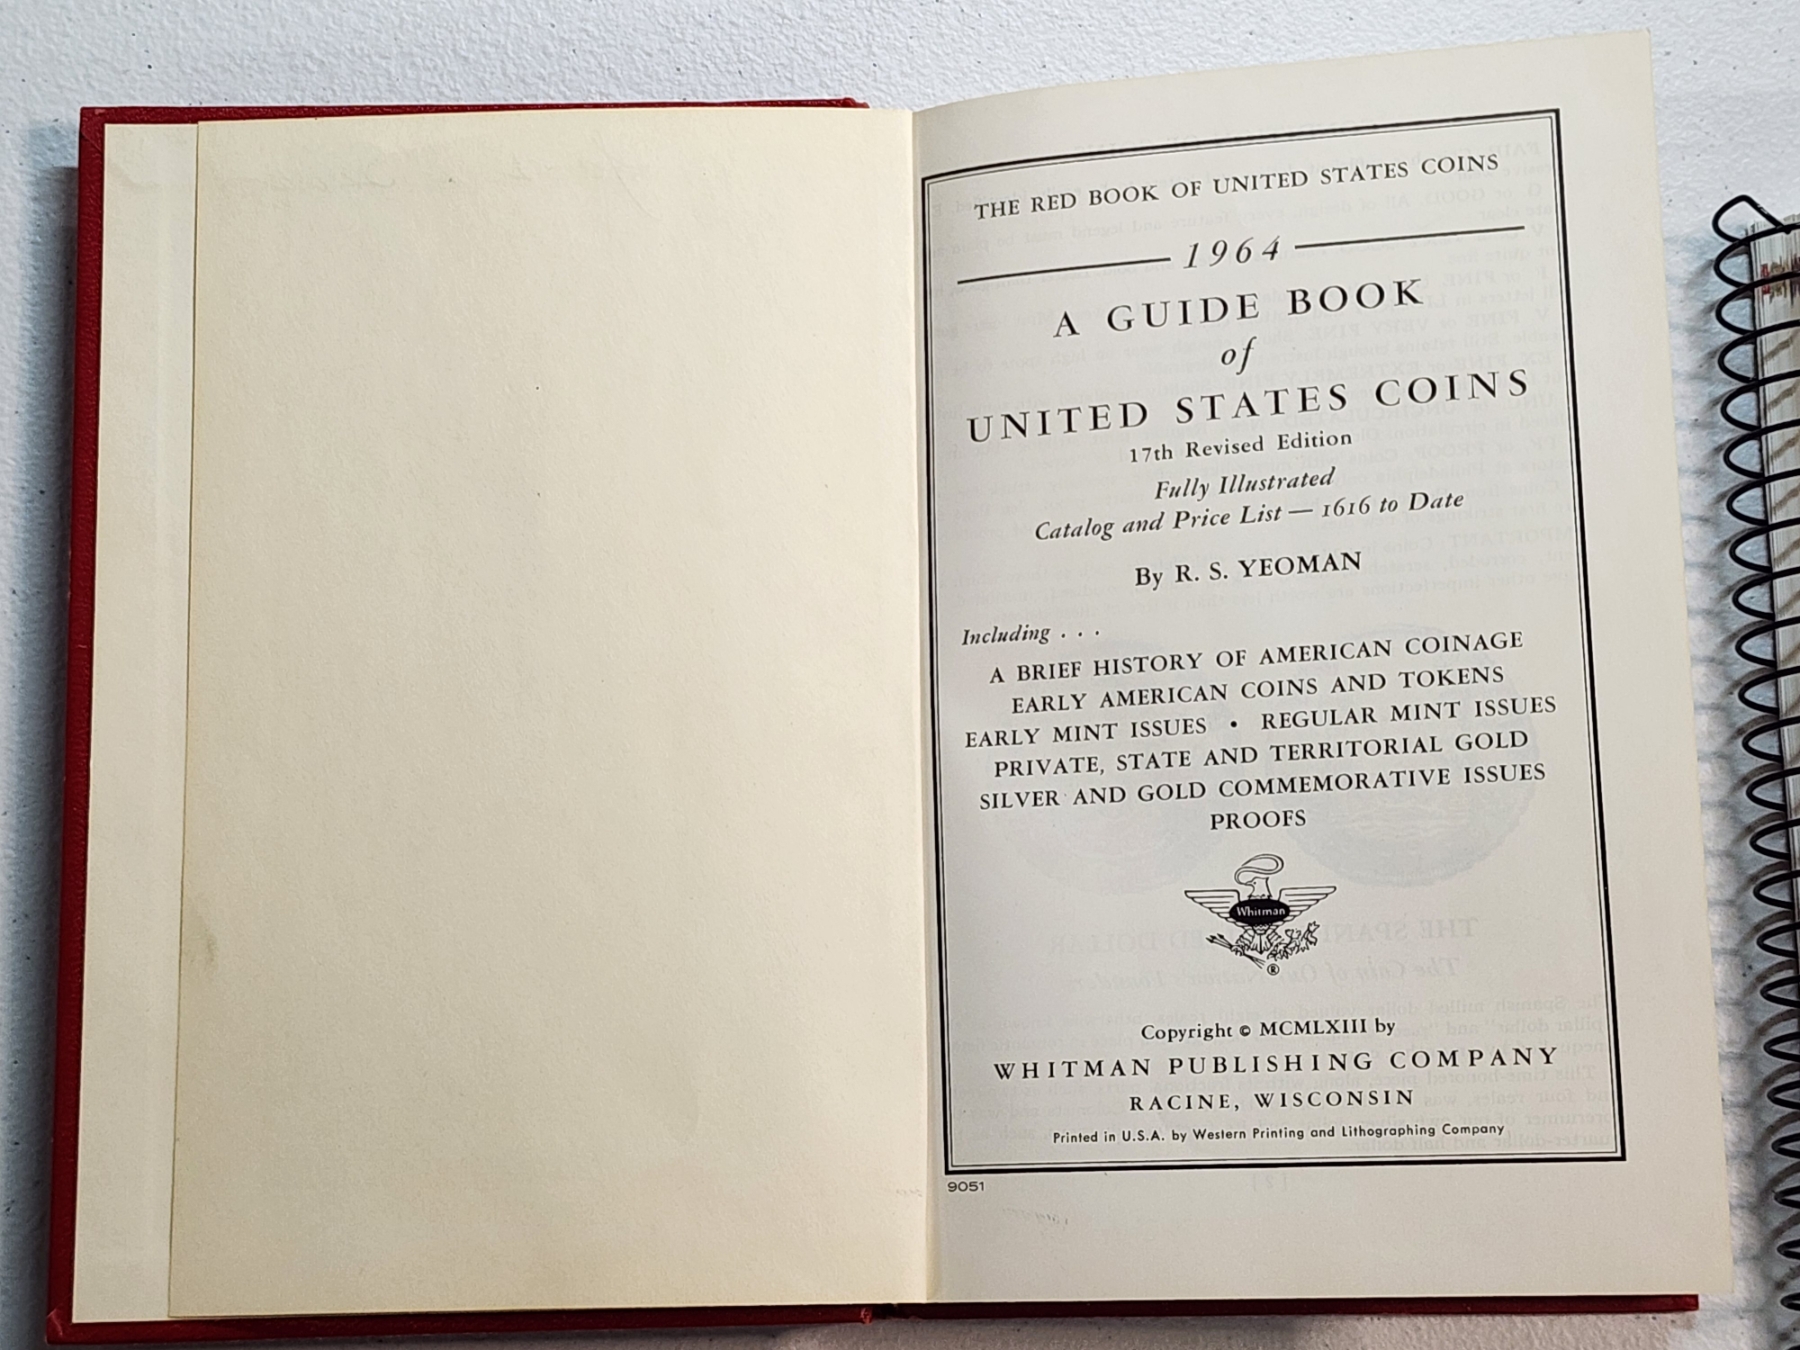 THE RED BOOK OF UNITED STATES COINS
1964
A GUIDE BOOK
of
UNITED STATES COINS
17th Revised Edition
Fully Illustrated
Catalog and Price List — 1616 to Date
By R. S. YEOMAN
Including . . .
A BRIEF HISTORY OF AMERICAN COINAGE
EARLY AMERICAN COINS AND TOKENS
EARLY MINT ISSUES • REGULAR MINT ISSUES
PRIVATE, STATE AND TERRITORIAL GOLD
SILVER AND GOLD COMMEMORATIVE ISSUES
PROOFS
Whitman
®
Copyright © MCMLXIII by
WHITMAN PUBLISHING COMPANY
RACINE, WISCONSIN
Printed in U.S.A. by Western Printing and Lithographing Company
9051